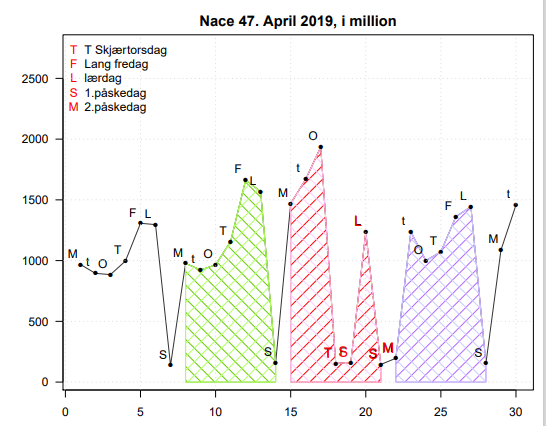 Nace 47. April 2019, i million
T T Skjærtorsdag
F Lang fredag
L lærdag
S 1.påskedag
M 2.påskedag
2500
2000
1500
1000
500
0
M t O T F L S M t O T F L S M t O T L S M t O T F L S M t
0 5 10 15 20 25 30